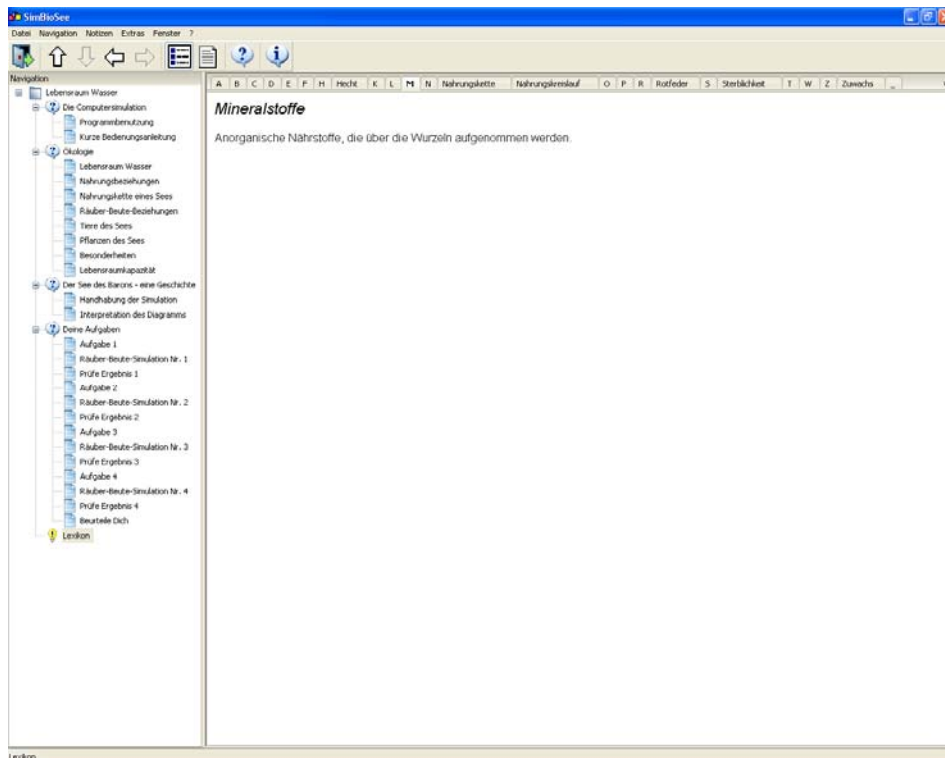 SimBioSee
Datei Navigation Notizen Extras Fenster ?
Navigation
Lebensraum Wasser
Die Computersimulation
Programmbenutzung
Kurze Bedienungsanleitung
Ökologie
Lebensraum Wasser
Nahrungsbeziehungen
Nahrungskette eines Sees
Räuber-Beute-Beziehungen
Tiere des Sees
Pflanzen des Sees
Besonderheiten
Lebensraumkapazität
Der See des Barons - eine Geschichte
Handhabung der Simulation
Interpretation des Diagramms
Deine Aufgaben
Aufgabe 1
Räuber-Beute-Simulation Nr. 1
Prüfe Ergebnis 1
Aufgabe 2
Räuber-Beute-Simulation Nr. 2
Prüfe Ergebnis 2
Aufgabe 3
Räuber-Beute-Simulation Nr. 3
Prüfe Ergebnis 3
Aufgabe 4
Räuber-Beute-Simulation Nr. 4
Prüfe Ergebnis 4
Beurteile Dich
Lexikon
A B C D E F H Hecht K L M N Nahrungskette Nahrungskreislauf O P R Rotfeder S Sterblichkeit T W Z Zuwachs _
Mineralstoffe
Anorganische Nährstoffe, die über die Wurzeln aufgenommen werden.
Lexikon